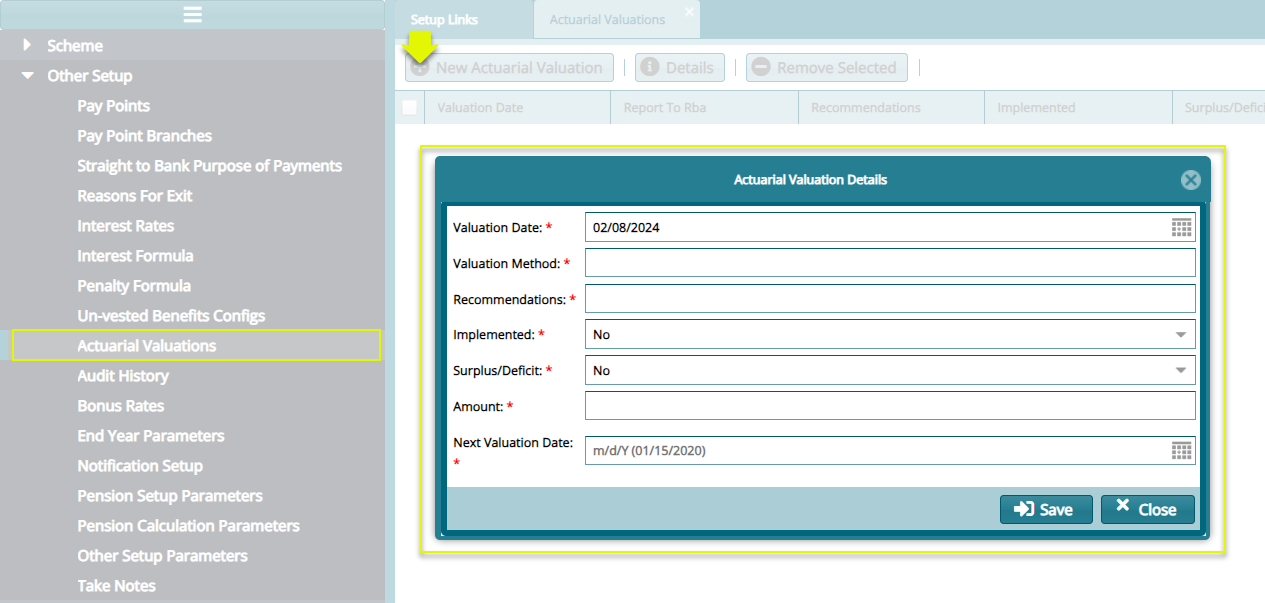 Setup Links
Actuarial Valuations
Scheme
Other Setup
Pay Points
Pay Point Branches
Straight to Bank Purpose of Payments
Reasons For Exit
Interest Rates
Interest Formula
Penalty Formula
Un-vested Benefits Configs
Actuarial Valuations
Audit History
Bonus Rates
End Year Parameters
Notification Setup
Pension Setup Parameters
Pension Calculation Parameters
Other Setup Parameters
Take Notes
New Actuarial Valuation
Details
Remove Selected
Valuation Date
Report To Rba
Recommendations
Implemented
Surplus/Defici
Actuarial Valuation Details
Valuation Date: *
02/08/2024
Valuation Method: *
Recommendations: *
Implemented: *
No
Surplus/Deficit: *
No
Amount: *
Next Valuation Date:
*
m/d/Y (01/15/2020)
Save
Close